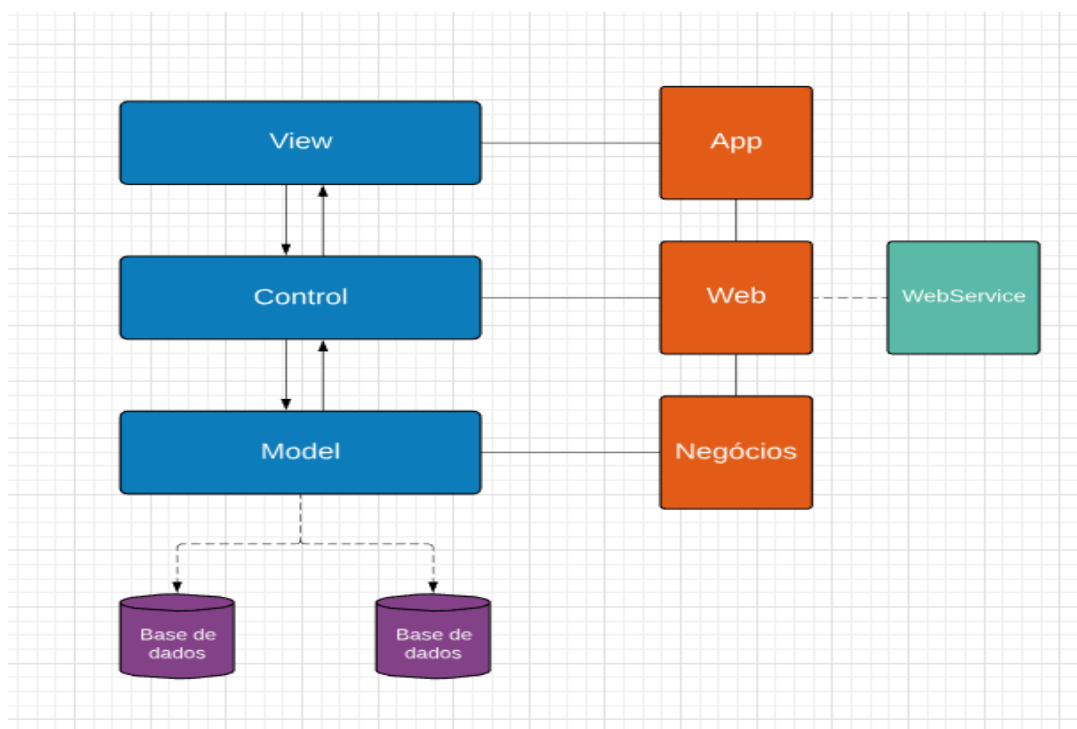 View
App
Control
Web
WebService
Model
Negócios
Base de
dados
Base de
dados